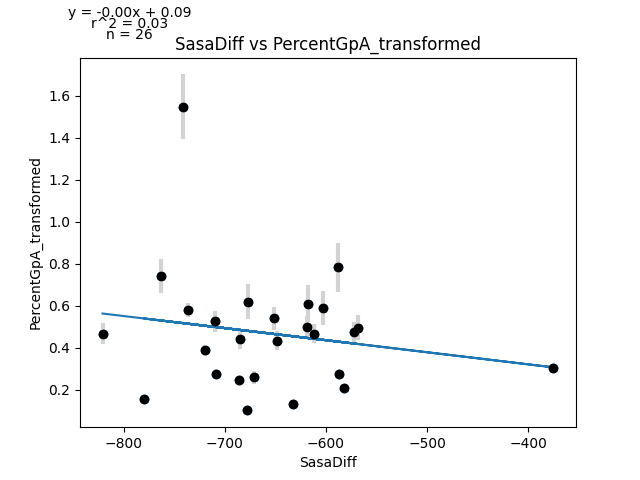 y = -0.00x + 0.09
r^2 = 0.03
n = 26
SasaDiff vs PercentGpA_transformed
PercentGpA_transformed
1.6
1.4
1.2
1.0
0.8
0.6
0.4
0.2
−800 −700 −600 −500 −400
SasaDiff